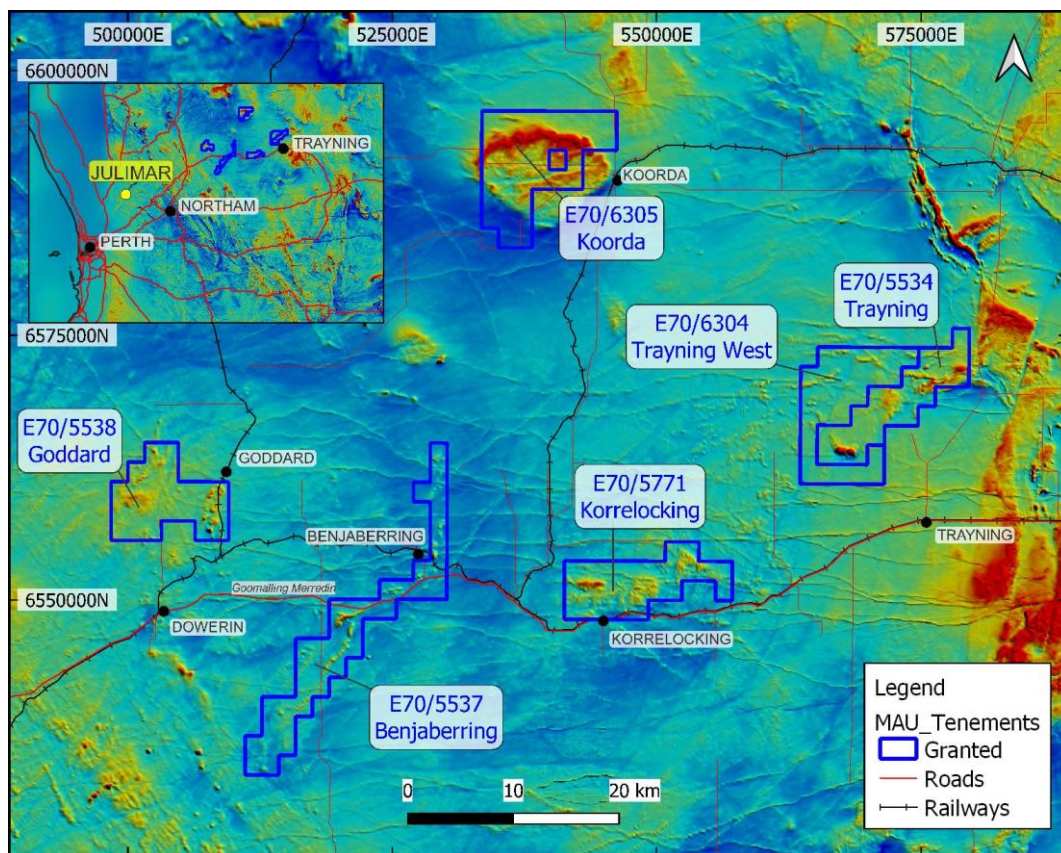 500000E
525000E
550000E
575000E
6600000N
TRAYNING
JULIMAR
NORTHAM
PERTH
KOORDA
E70/6305
Koorda
E70/5534
Trayning
E70/6304
Trayning West
6575000N
E70/5538
Goddard
GODDARD
E70/5771
Korrelocking
BENJABERRING
TRAYNING
Goomalling Merredin
6550000N
DOWERIN
KORRELOCKING
E70/5537
Benjaberring
Legend
MAU_Tenements
Granted
Roads
Railways
0
10
20 km